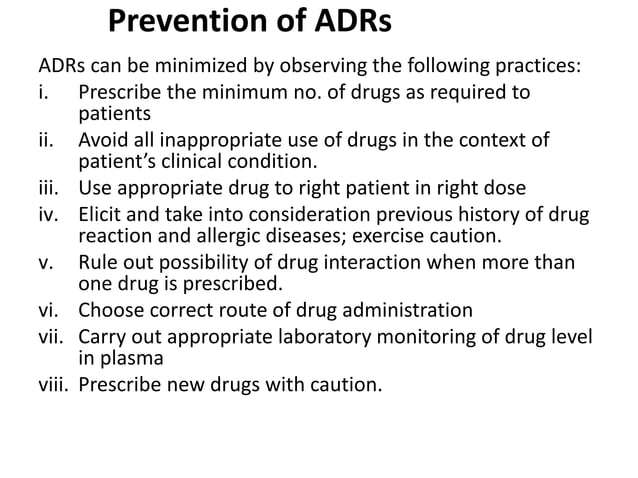 Prevention of ADRs
ADRs can be minimized by observing the following practices:
i. Prescribe the minimum no. of drugs as required to
patients
ii. Avoid all inappropriate use of drugs in the context of
patient’s clinical condition.
iii. Use appropriate drug to right patient in right dose
iv. Elicit and take into consideration previous history of drug
reaction and allergic diseases; exercise caution.
v. Rule out possibility of drug interaction when more than
one drug is prescribed.
vi. Choose correct route of drug administration
vii. Carry out appropriate laboratory monitoring of drug level
in plasma
viii. Prescribe new drugs with caution.